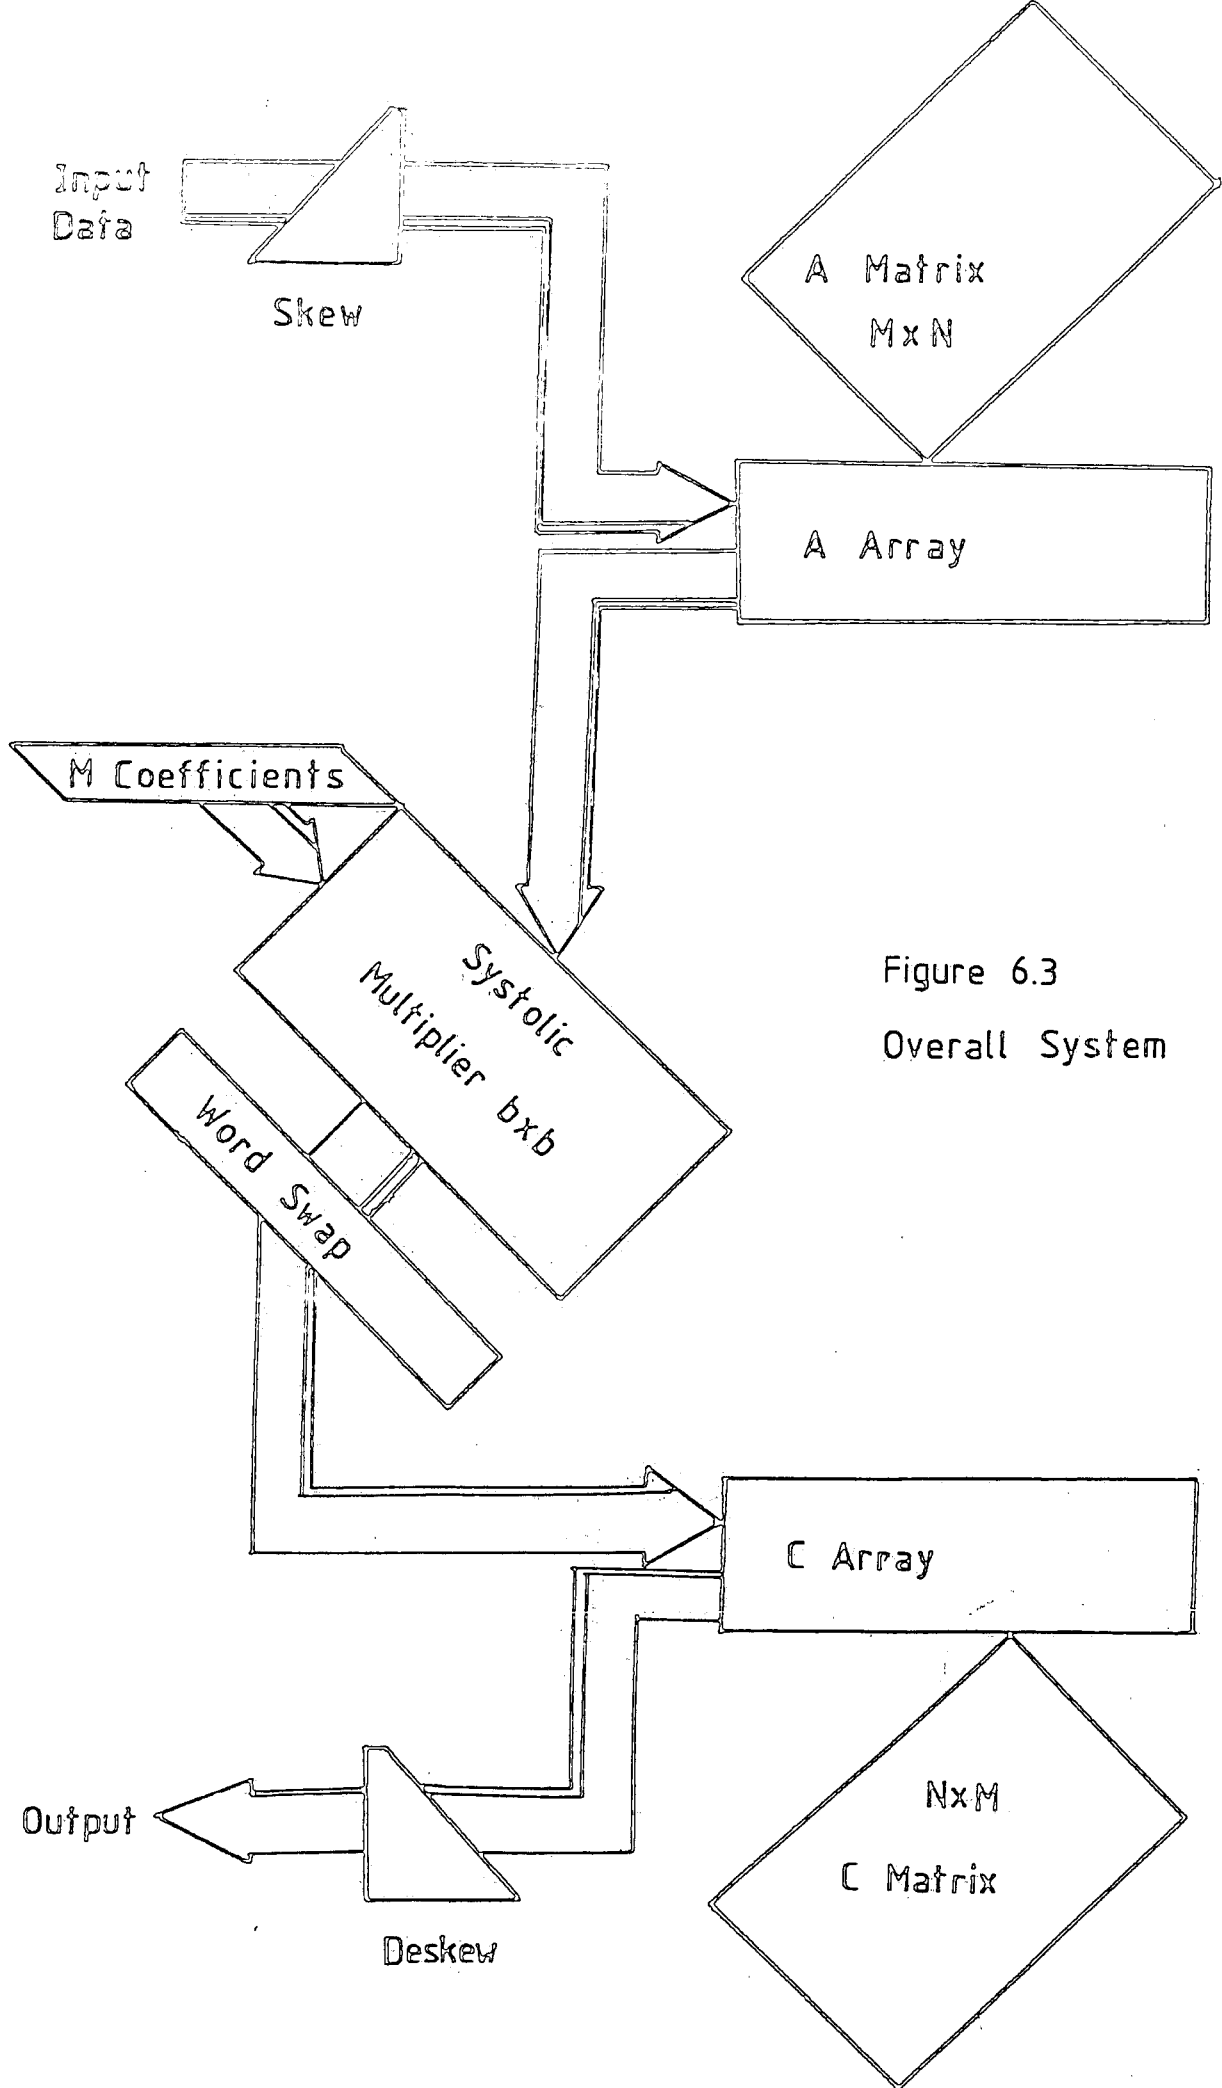 Input
Data
Skew
A Matrix
MxN
A Array
M Coefficients
Systolic
Multiplier bxb
Figure 6.3
Overall System
Word Swap
C Array
NxM
C Matrix
Output
Deskew